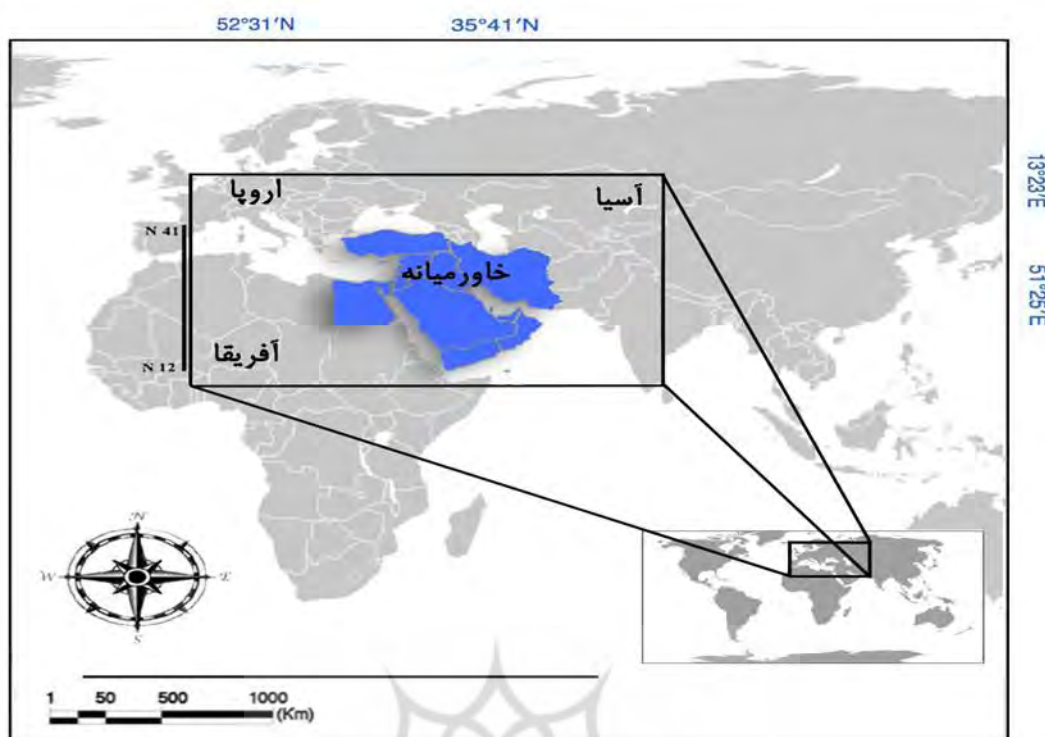 52°31′N 35°41′N
13°23′E
51°25′E
اروپا
آسیا
N 41
خاورمیانه
آفریقا
N 12
N
W
E
S
1 50 500 1000
(Km)